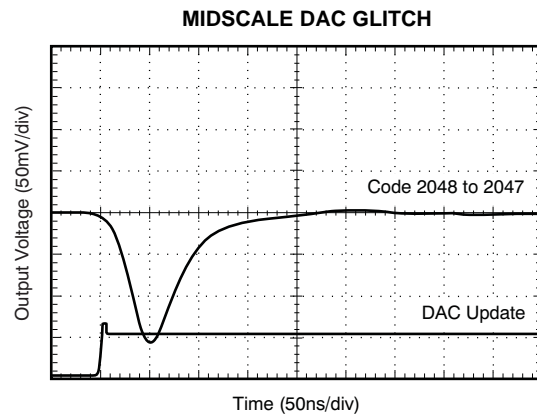 MIDSCALE DAC GLITCH
Output Voltage (50mV/div)
Code 2048 to 2047
DAC Update
Time (50ns/div)